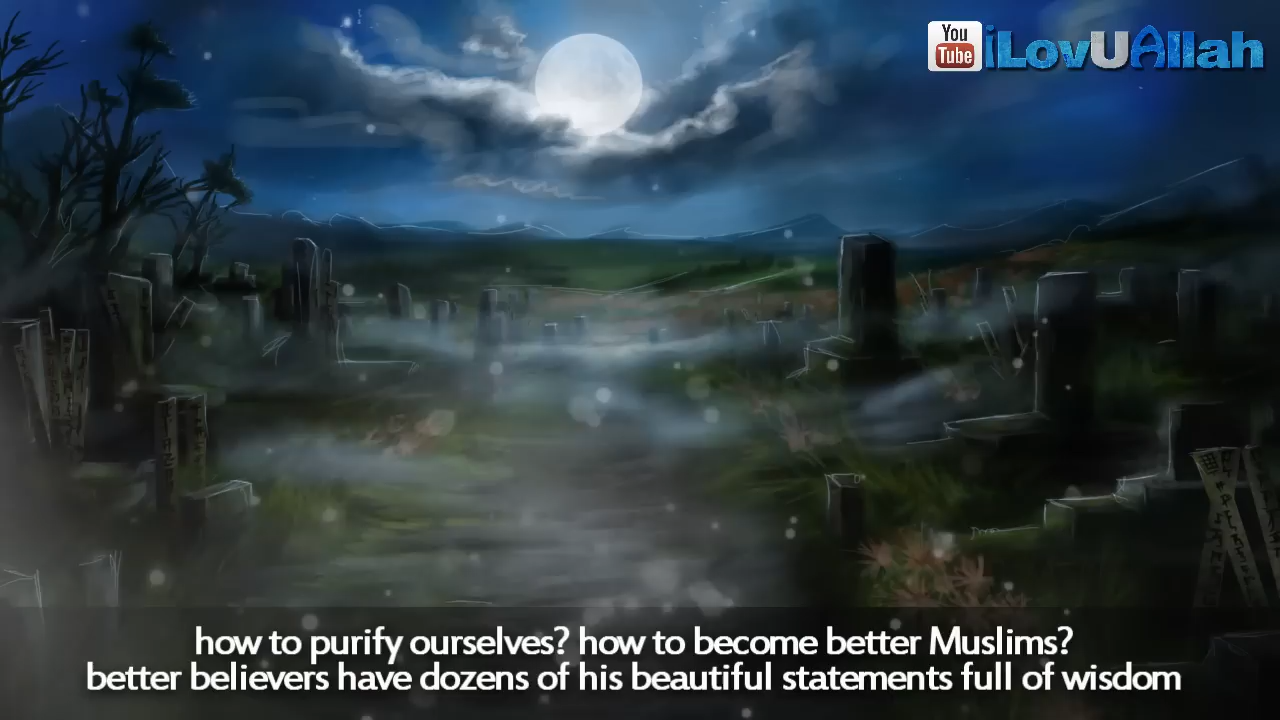 You
Tube
iLovUAllah
how to purify ourselves? how to become better Muslims?
better believers have dozens of his beautiful statements full of wisdom